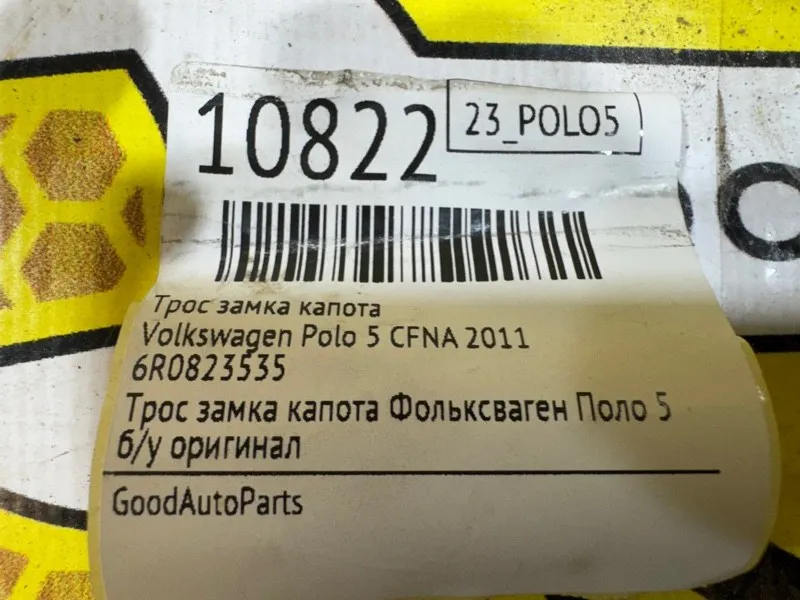 10822
23_POLO5
Трос замка капота
Volkswagen Polo 5 CFNA 2011
6R0823535
Трос замка капота Фольксваген Поло 5
б/у оригинал
GoodAutoParts